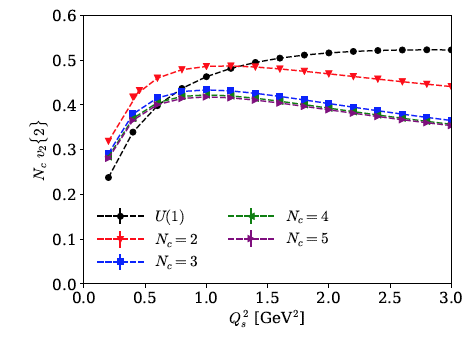 0.6
0.5
0.4
0.3
0.2
0.1
0.0
N_c v_2{2}
U(1)
N_c = 2
N_c = 3
N_c = 4
N_c = 5
0.0 0.5 1.0 1.5 2.0 2.5 3.0
Q_s^2 [GeV^2]